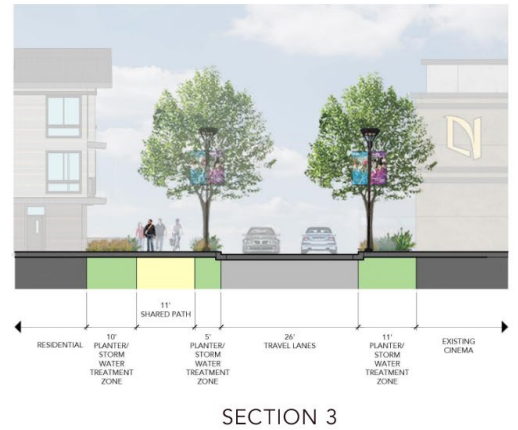 11'
SHARED PATH
RESIDENTIAL
10'
PLANTER/
STORM
WATER
TREATMENT
ZONE
5'
PLANTER/
STORM
WATER
TREATMENT
ZONE
26'
TRAVEL LANES
11'
PLANTER/
STORM
WATER
TREATMENT
ZONE
EXISTING
CINEMA
SECTION 3